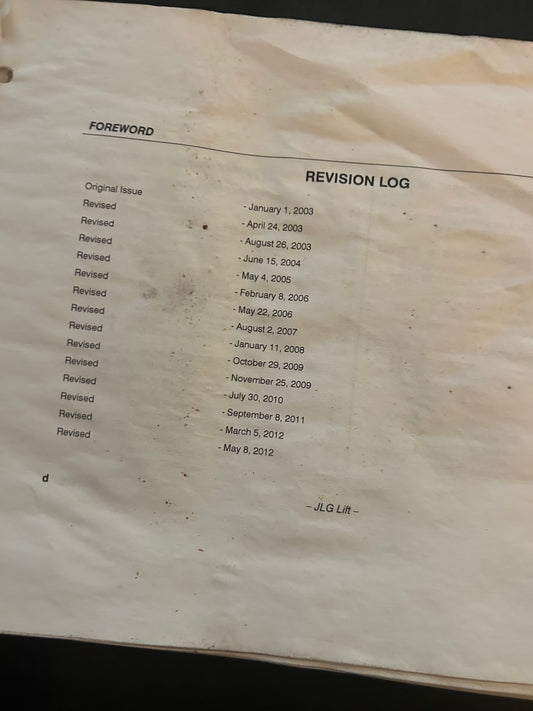 FOREWORD
REVISION LOG
Original Issue - January 1, 2003
Revised - April 24, 2003
Revised - August 26, 2003
Revised - June 15, 2004
Revised - May 4, 2005
Revised - February 8, 2006
Revised - May 22, 2006
Revised - August 2, 2007
Revised - January 11, 2008
Revised - October 29, 2009
Revised - November 25, 2009
Revised - July 30, 2010
Revised - September 8, 2011
Revised - March 5, 2012
Revised - May 8, 2012
d
– JLG Lift –